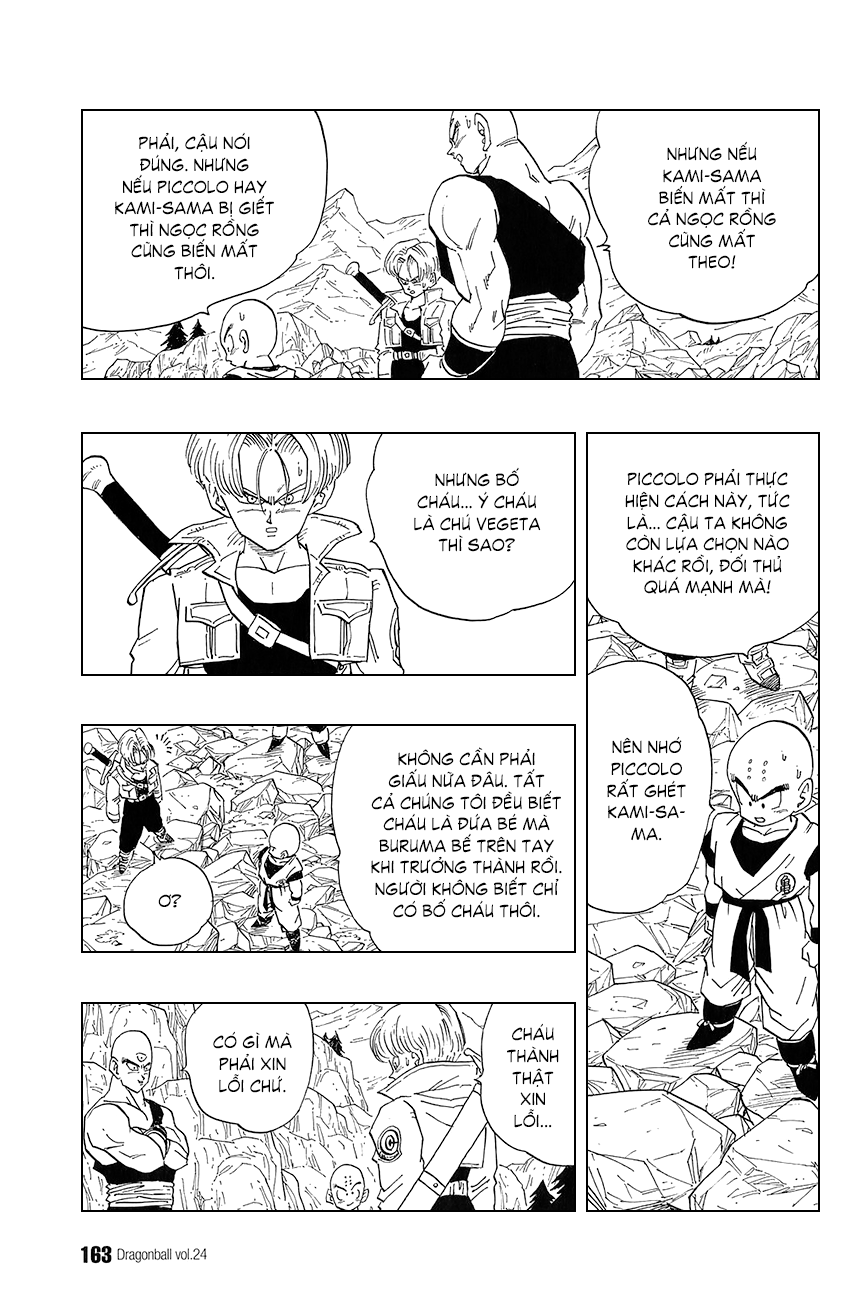 NHƯNG NẾU
KAMI-SAMA
BIẾN MẤT THÌ
CẢ NGỌC RỒNG
CŨNG MẤT
THEO!
PHẢI, CẬU NÓI
ĐÚNG. NHƯNG
NẾU PICCOLO HAY
KAMI-SAMA BỊ GIẾT
THÌ NGỌC RỒNG
CŨNG BIẾN MẤT
THÔI.
PICCOLO PHẢI THỰC
HIỆN CÁCH NÀY, TỨC
LÀ... CẬU TA KHÔNG
CÒN LỰA CHỌN NÀO
KHÁC RỒI, ĐỐI THỦ
QUÁ MẠNH MÀ!
NÊN NHỚ
PICCOLO
RẤT GHÉT
KAMI-SA-
MA.
NHƯNG BỐ
CHÁU... Ý CHÁU
LÀ CHÚ VEGETA
THÌ SAO?
KHÔNG CẦN PHẢI
GIẤU NỮA ĐÂU. TẤT
CẢ CHÚNG TÔI ĐỀU BIẾT
CHÁU LÀ ĐỨA BÉ MÀ
BURUMA BẾ TRÊN TAY
KHI TRƯỞNG THÀNH RỒI.
NGƯỜI KHÔNG BIẾT CHỈ
CÓ BỐ CHÁU THÔI.
Ơ?
CHÁU
THÀNH
THẬT
XIN
LỖI...
CÓ GÌ MÀ
PHẢI XIN
LỖI CHỨ.
163 Dragonball vol.24